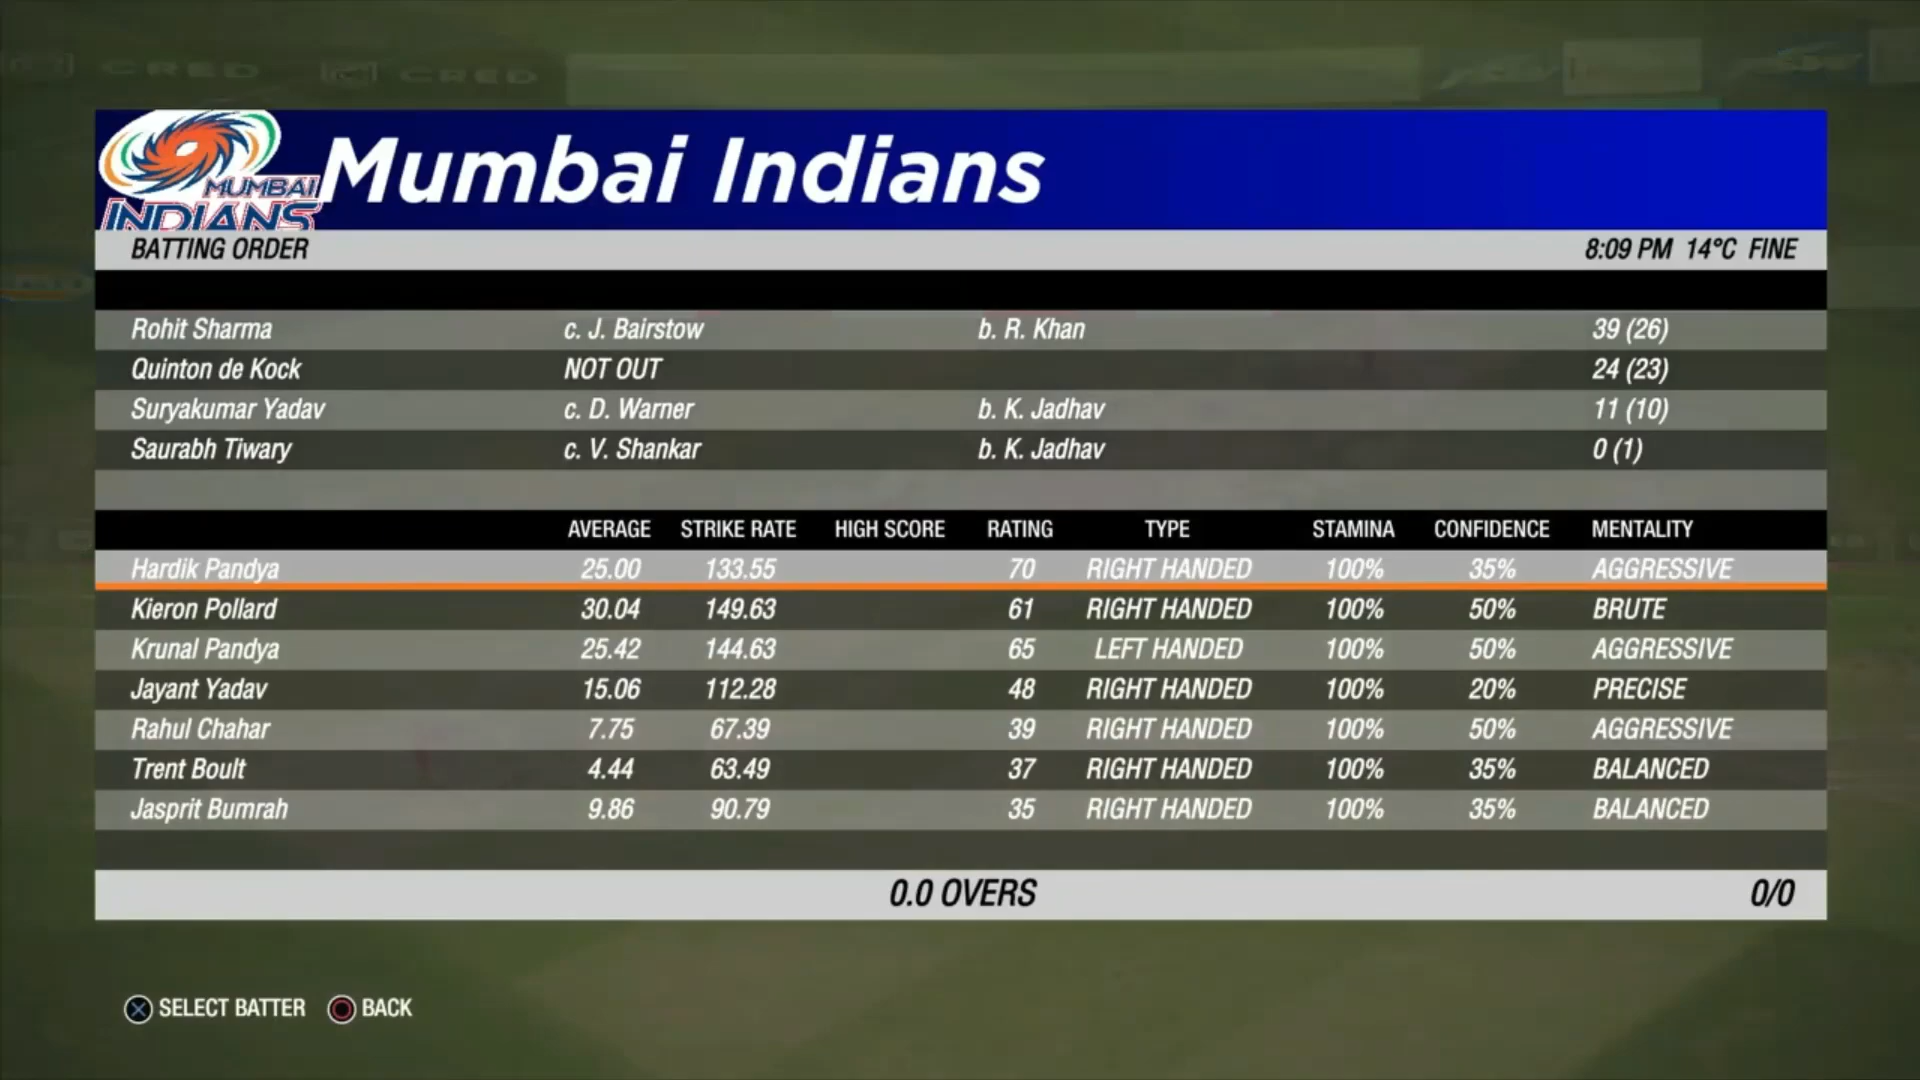 CRED CRED
MUMBAI
INDIANS
Mumbai Indians
BATTING ORDER 8:09 PM 14°C FINE
Rohit Sharma c. J. Bairstow b. R. Khan 39 (26)
Quinton de Kock NOT OUT 24 (23)
Suryakumar Yadav c. D. Warner b. K. Jadhav 11 (10)
Saurabh Tiwary c. V. Shankar b. K. Jadhav 0 (1)
AVERAGE STRIKE RATE HIGH SCORE RATING TYPE STAMINA CONFIDENCE MENTALITY
Hardik Pandya 25.00 133.55 70 RIGHT HANDED 100% 35% AGGRESSIVE
Kieron Pollard 30.04 149.63 61 RIGHT HANDED 100% 50% BRUTE
Krunal Pandya 25.42 144.63 65 LEFT HANDED 100% 50% AGGRESSIVE
Jayant Yadav 15.06 112.28 48 RIGHT HANDED 100% 20% PRECISE
Rahul Chahar 7.75 67.39 39 RIGHT HANDED 100% 50% AGGRESSIVE
Trent Boult 4.44 63.49 37 RIGHT HANDED 100% 35% BALANCED
Jasprit Bumrah 9.86 90.79 35 RIGHT HANDED 100% 35% BALANCED
0.0 OVERS 0/0
SELECT BATTER BACK